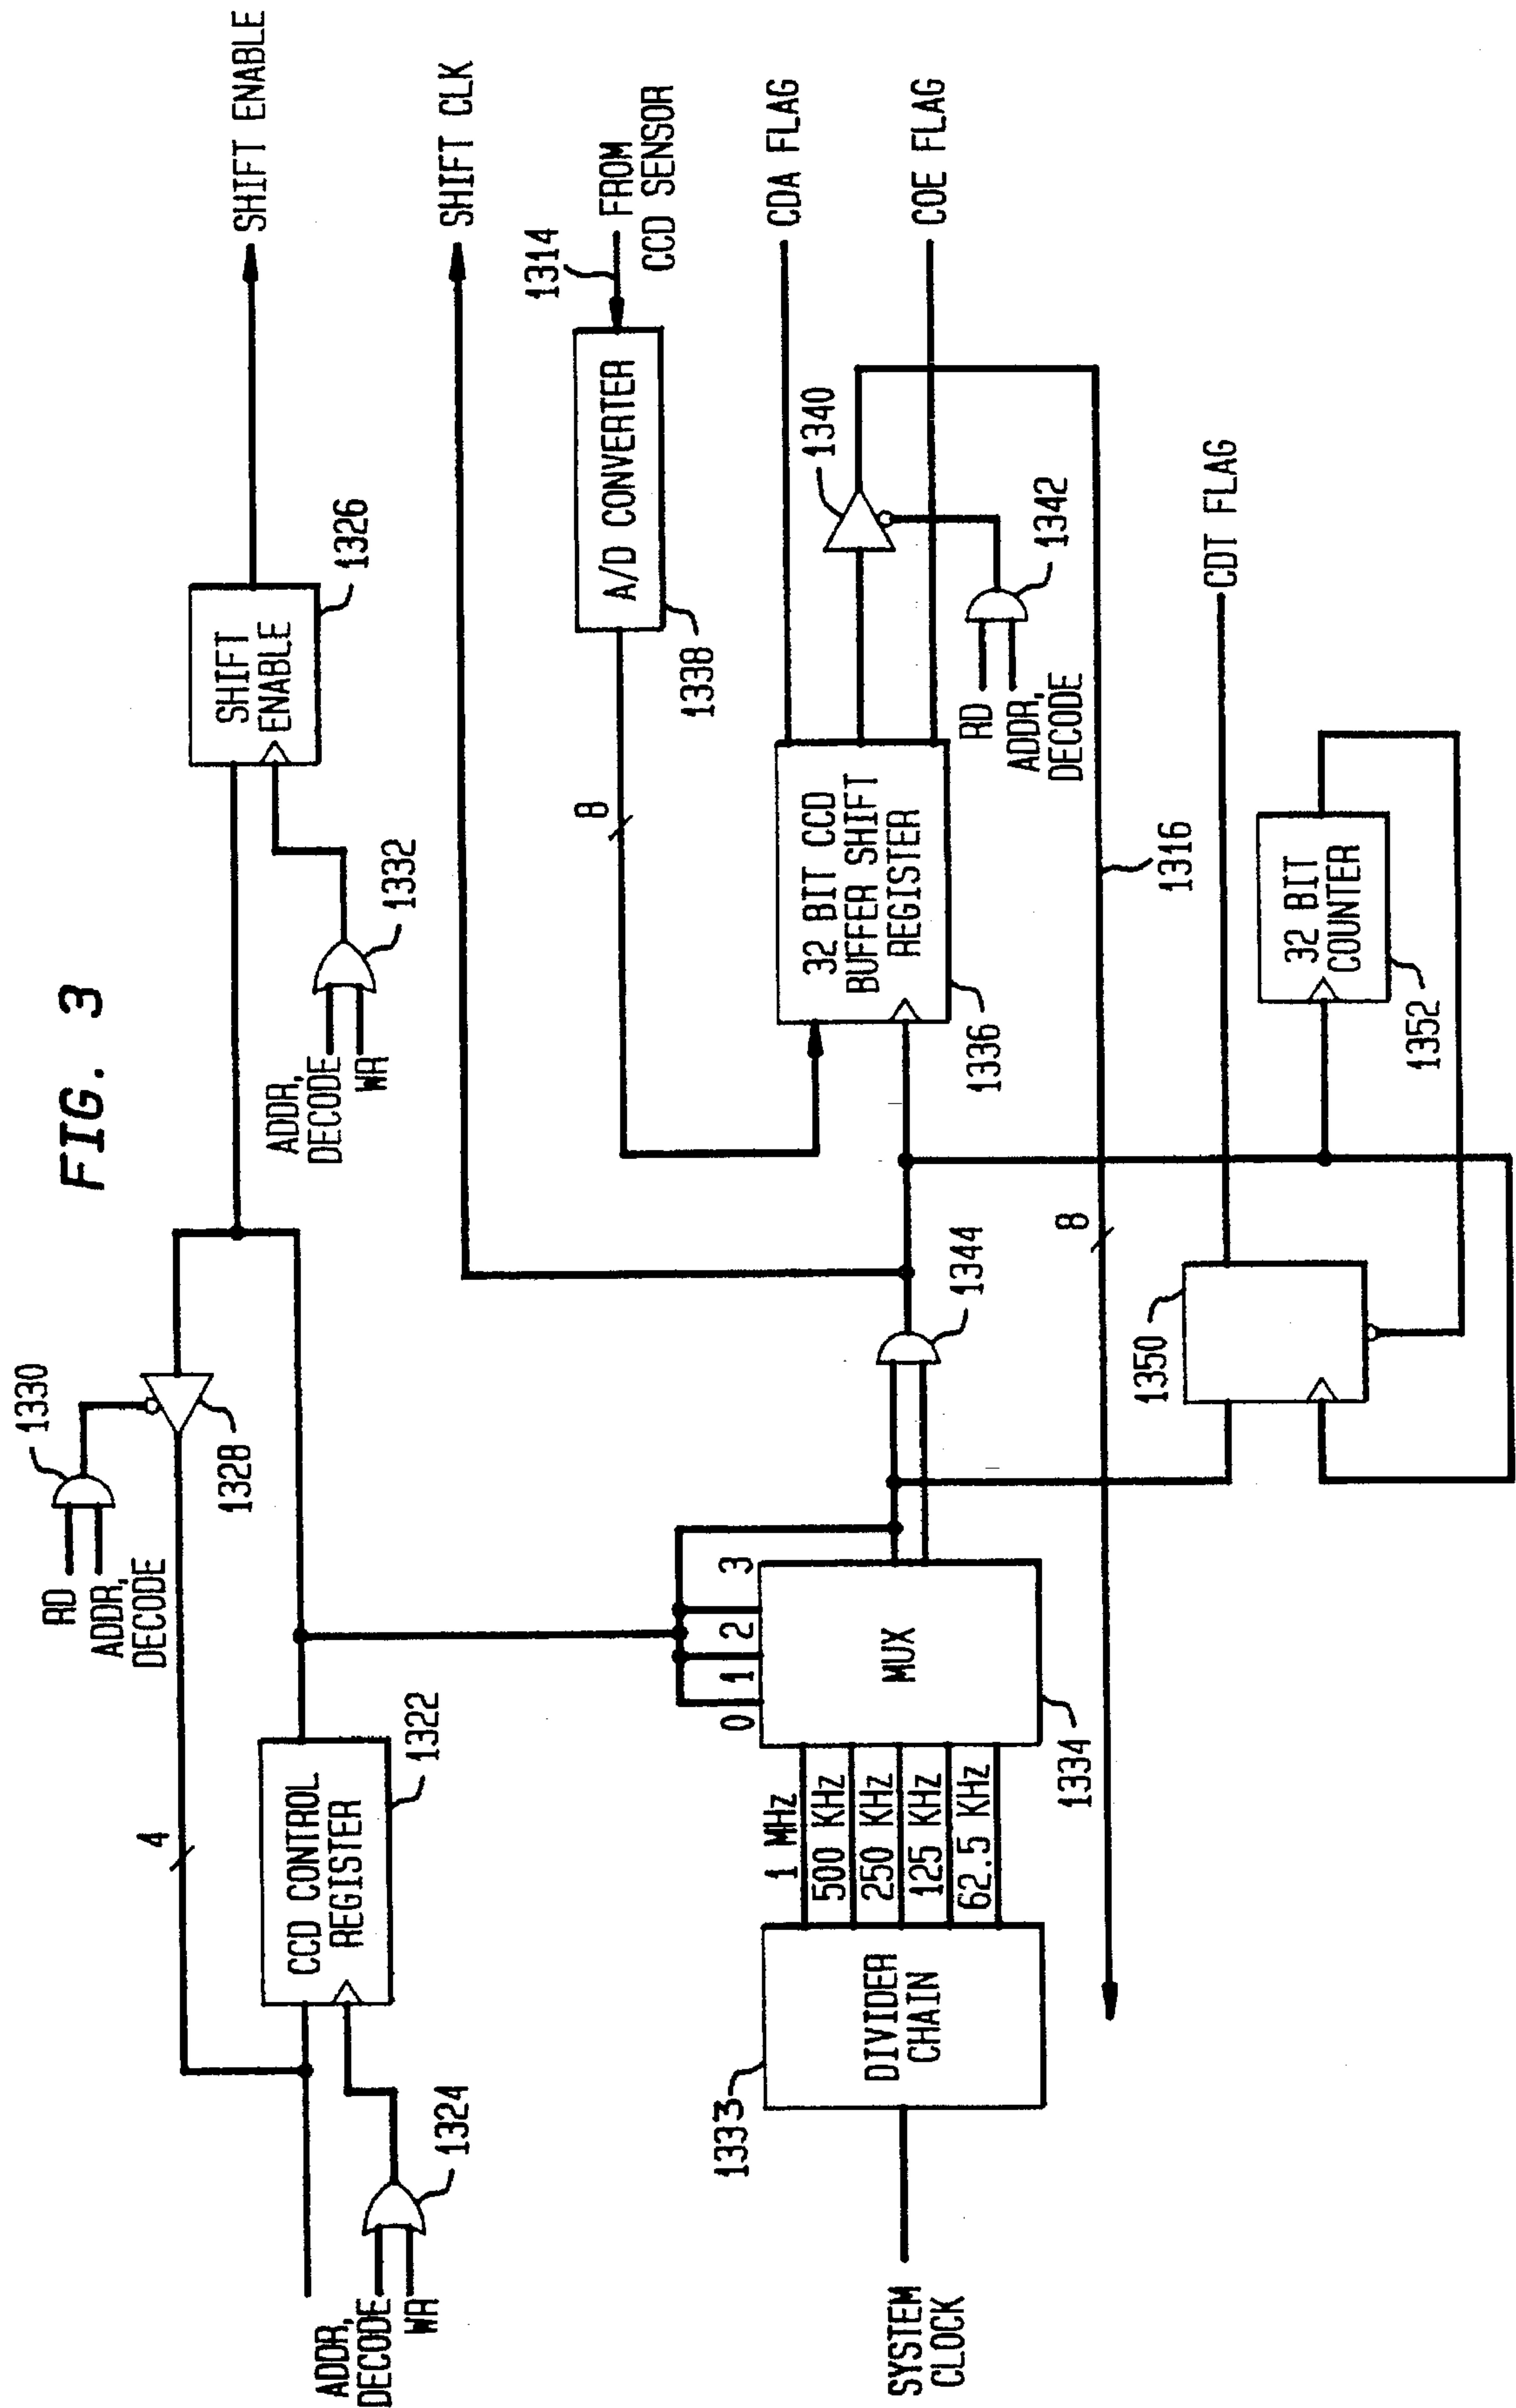 FIG. 3
RD
ADDR,
DECODE
1330
1328
4
ADDR,
DECODE
WR
1324
CCD CONTROL
REGISTER
1322
ADDR,
DECODE
WR
1332
SHIFT
ENABLE
1326
SHIFT ENABLE
SHIFT CLK
1314
FROM
CCD SENSOR
A/D CONVERTER
1338
8
SYSTEM
CLOCK
1333
DIVIDER
CHAIN
1 MHz
500 KHz
250 KHz
125 KHz
62.5 KHz
0 1 2 3
MUX
1334
1344
32 BIT CCD
BUFFER SHIFT
REGISTER
1336
CDA FLAG
1340
COE FLAG
RD
ADDR,
DECODE
1342
8
1316
1350
CDT FLAG
32 BIT
COUNTER
1352